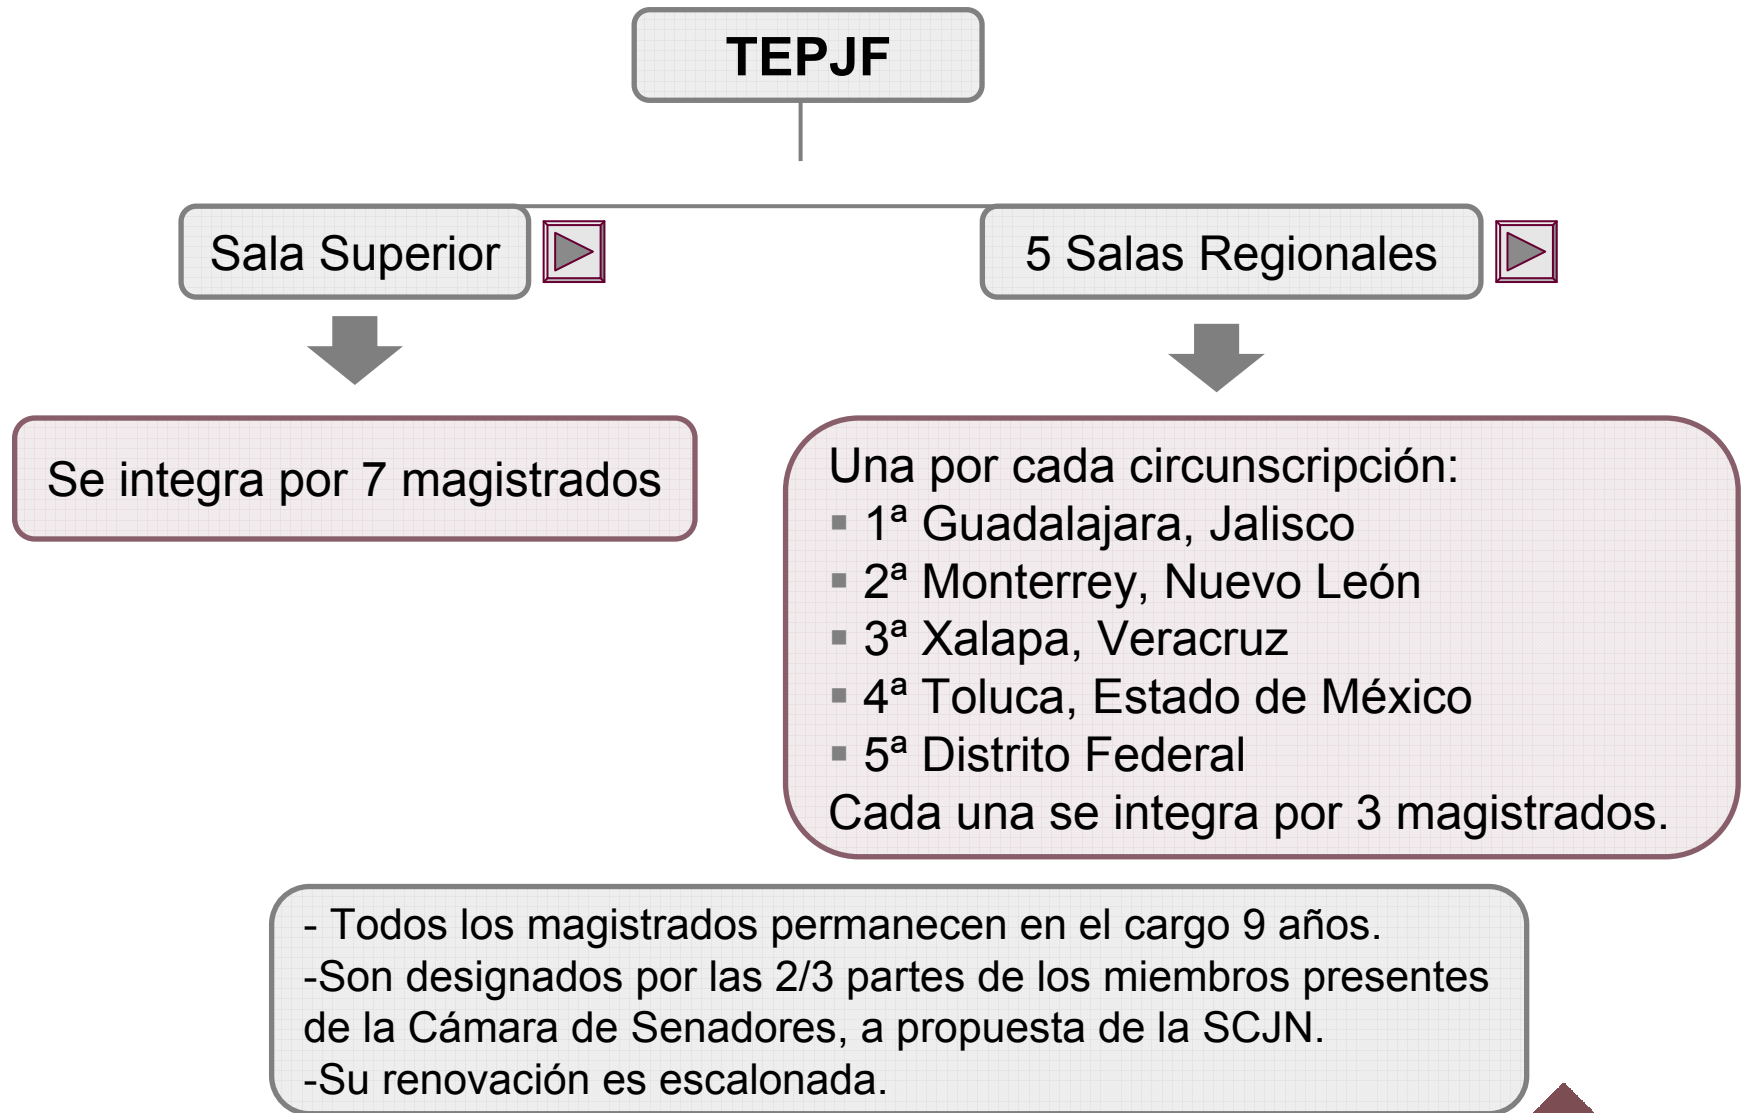 TEPJF
Sala Superior
5 Salas Regionales
Se integra por 7 magistrados
Una por cada circunscripción:
▪ 1ª Guadalajara, Jalisco
▪ 2ª Monterrey, Nuevo León
▪ 3ª Xalapa, Veracruz
▪ 4ª Toluca, Estado de México
▪ 5ª Distrito Federal
Cada una se integra por 3 magistrados.
- Todos los magistrados permanecen en el cargo 9 años.
-Son designados por las 2/3 partes de los miembros presentes
de la Cámara de Senadores, a propuesta de la SCJN.
-Su renovación es escalonada.